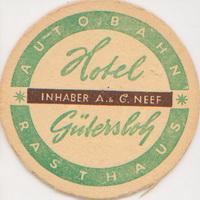 AUTOBAHN
Hotel
INHABER A. & C. NEEF
Gütersloh
RASTHAUS